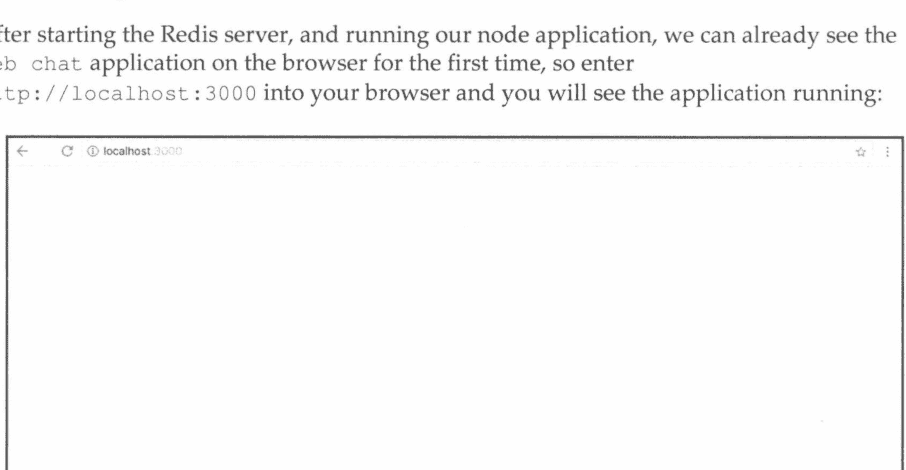 fter starting the Redis server, and running our node application, we can already see the
eb chat application on the browser for the first time, so enter
tp://localhost:3000 into your browser and you will see the application running:
localhost:3000